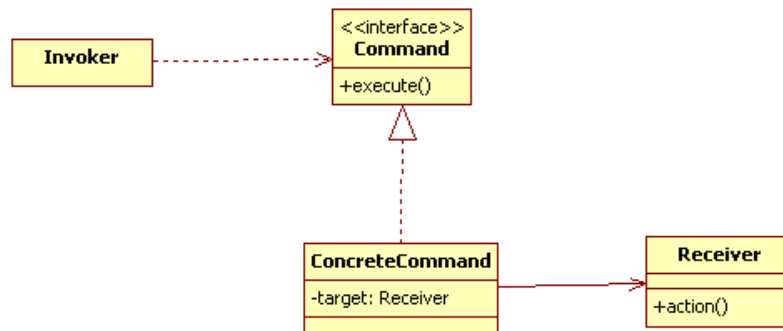 <<interface>>
Command
+execute()
Invoker
ConcreteCommand
-target: Receiver
Receiver
+action()